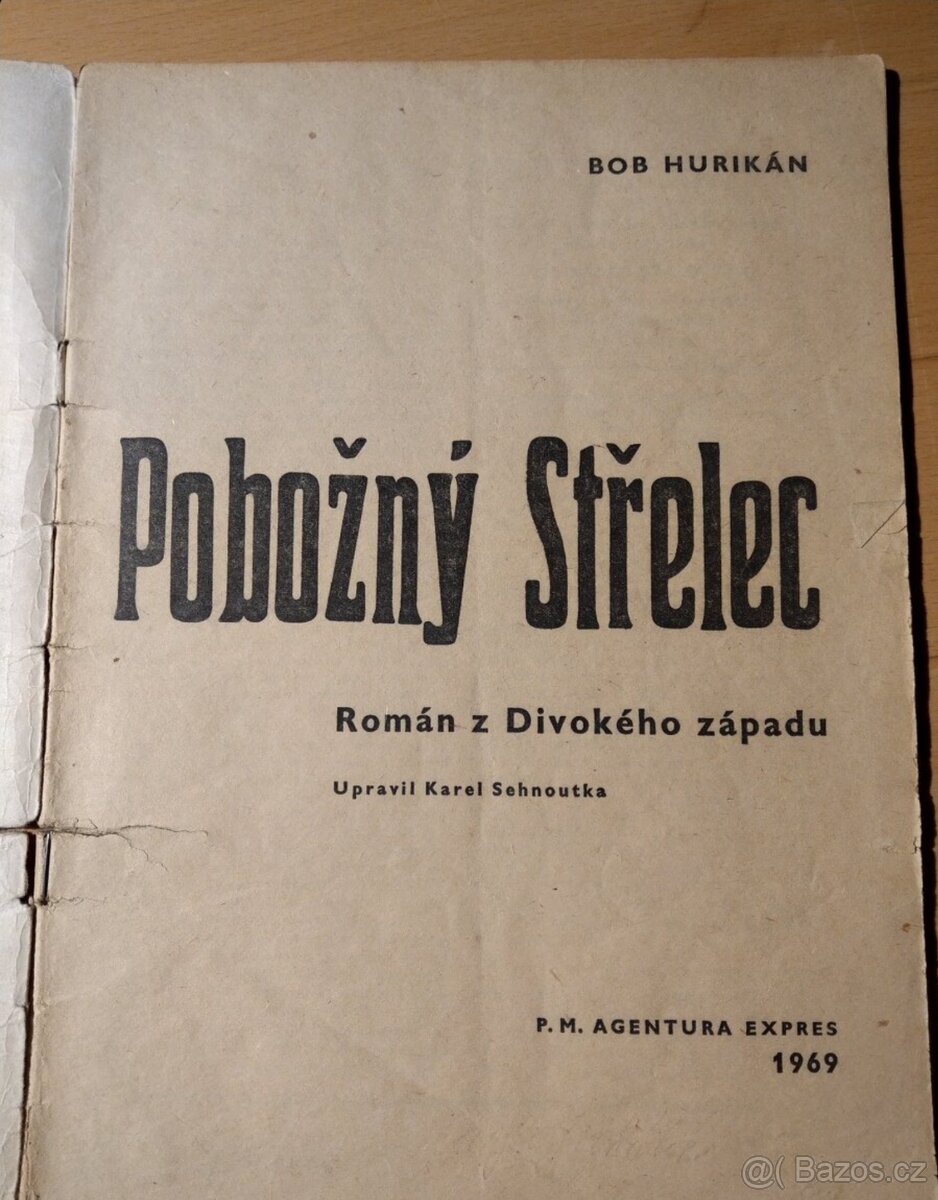 BOB HURIKÁN
Pobožný Střelec
Román z Divokého západu
Upravil Karel Sehnoutka
P. M. AGENTURA EXPRES
1969
@( Bazos.cz